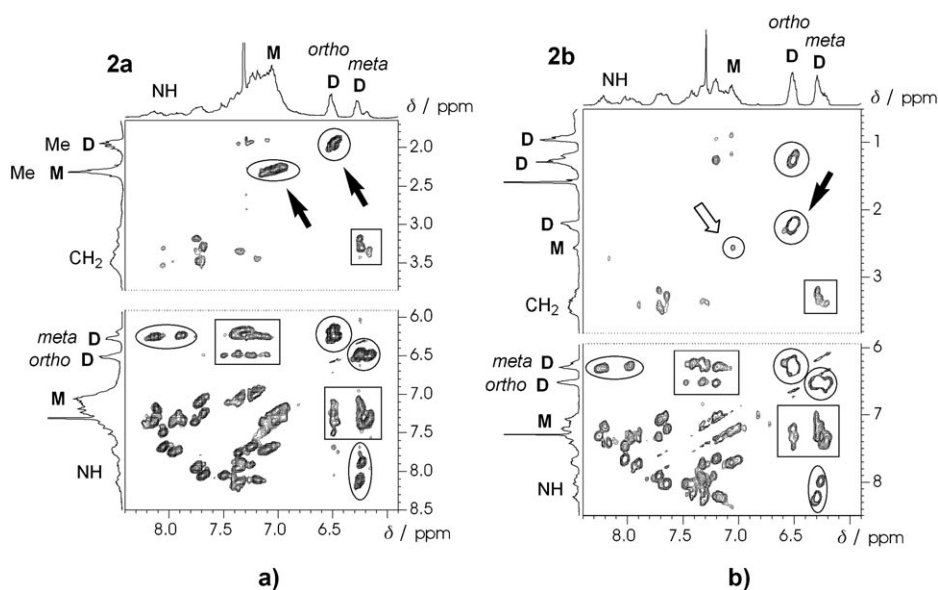 2a
NH
M
ortho
D
meta
D
δ / ppm
Me D
Me M
CH₂
2.0
2.5
3.0
3.5
meta D
ortho D
M
NH
6.0
6.5
7.0
7.5
8.0
8.5
8.0 7.5 7.0 6.5
δ / ppm
a)
2b
NH
M
ortho
D
meta
D
δ / ppm
D
D
D
M
CH₂
1
2
3
meta D
ortho D
M
NH
6
7
8
8.0 7.5 7.0 6.5
δ / ppm
b)